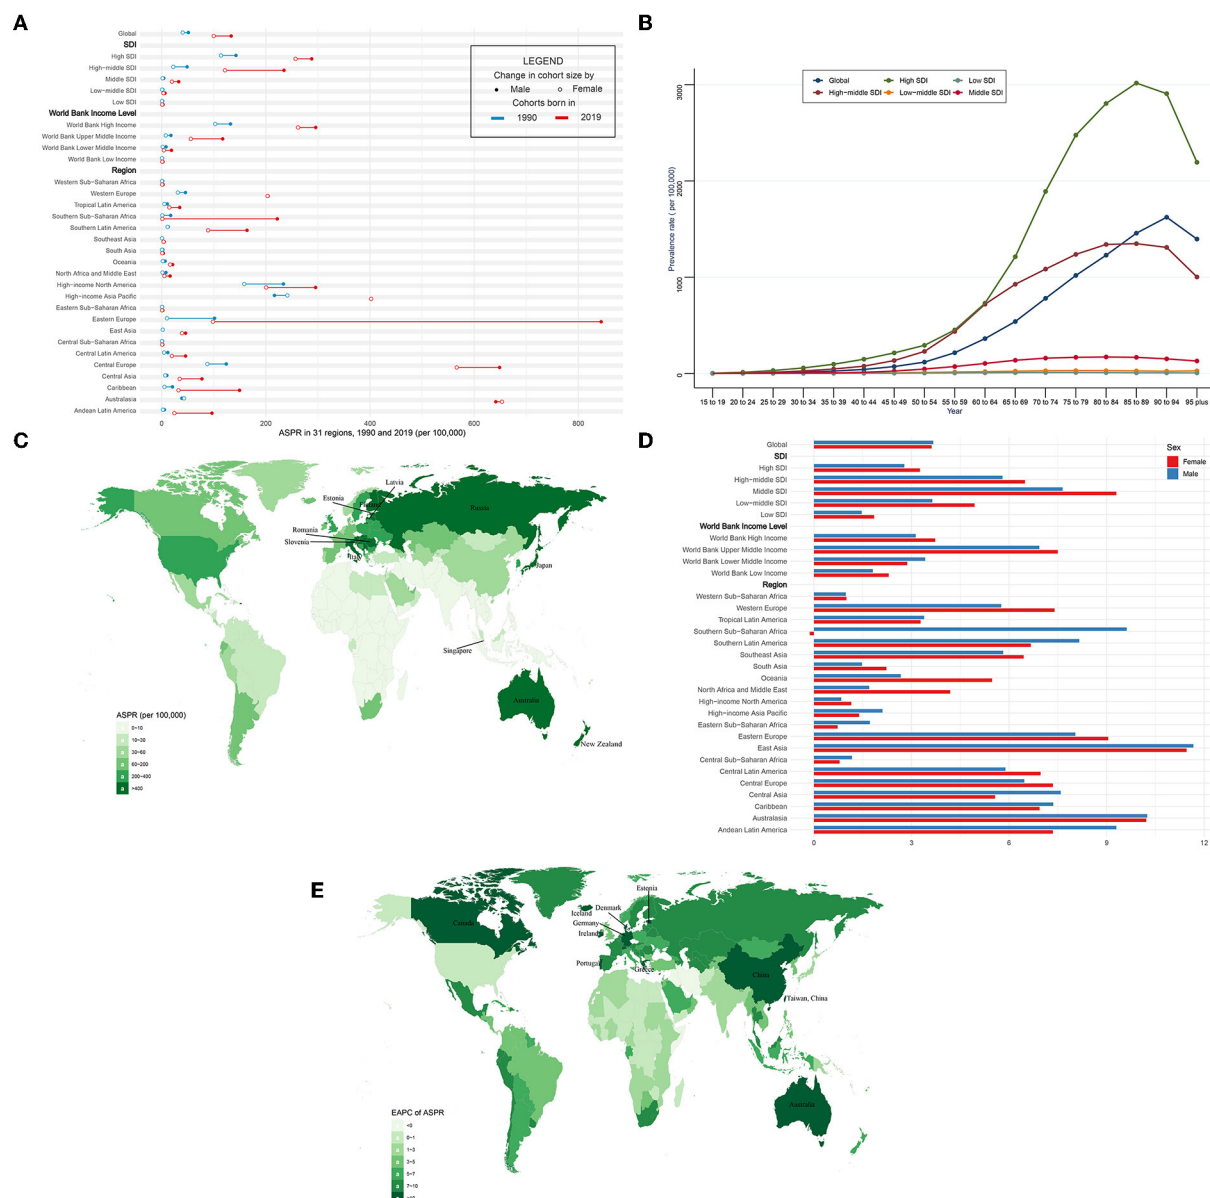 A
Global
SDI
High SDI
High−middle SDI
Middle SDI
Low−middle SDI
Low SDI
World Bank Income Level
World Bank High Income
World Bank Upper Middle Income
World Bank Lower Middle Income
World Bank Low Income
Region
Western Sub−Saharan Africa
Western Europe
Tropical Latin America
Southern Sub−Saharan Africa
Southern Latin America
Southeast Asia
South Asia
Oceania
North Africa and Middle East
High−income North America
High−income Asia Pacific
Eastern Sub−Saharan Africa
Eastern Europe
East Asia
Central Sub−Saharan Africa
Central Latin America
Central Europe
Central Asia
Caribbean
Australasia
Andean Latin America
LEGEND
Change in cohort size by
Male Female
Cohorts born in
1990 2019
0 200 400 600 800
ASPR in 31 regions, 1990 and 2019 (per 100,000)
B
Global High SDI Low SDI
High−middle SDI Low−middle SDI Middle SDI
Prevalence rate ( per 100,000)
3000
2000
1000
0
15 to 19 20 to 24 25 to 29 30 to 34 35 to 39 40 to 44 45 to 49 50 to 54 55 to 59 60 to 64 65 to 69 70 to 74 75 to 79 80 to 84 85 to 89 90 to 94 95 plus
Year
C
Latvia
Estonia
Russia
Romania
Slovenia
Italy
Japan
Singapore
Australia
New Zealand
ASPR (per 100,000)
a 0~10
a 10~30
a 30~60
a 60~200
a 200~400
a >400
D
Global
SDI
High SDI
High−middle SDI
Middle SDI
Low−middle SDI
Low SDI
World Bank Income Level
World Bank High Income
World Bank Upper Middle Income
World Bank Lower Middle Income
World Bank Low Income
Region
Western Sub−Saharan Africa
Western Europe
Tropical Latin America
Southern Sub−Saharan Africa
Southern Latin America
Southeast Asia
South Asia
Oceania
North Africa and Middle East
High−income North America
High−income Asia Pacific
Eastern Sub−Saharan Africa
Eastern Europe
East Asia
Central Sub−Saharan Africa
Central Latin America
Central Europe
Central Asia
Caribbean
Australasia
Andean Latin America
Sex
Female
Male
0 3 6 9 12
E
Estonia
Denmark
Iceland
Germany
Ireland
Canada
Portugal
Greece
China
Taiwan, China
Australia
EAPC of ASPR
a <0
a 0~1
a 1~3
a 3~5
a 5~7
a 7~10